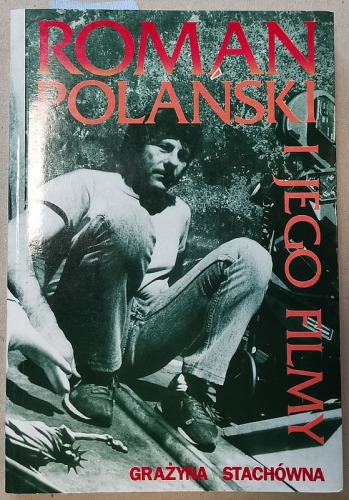 ROMAN
POLAŃSKI
I JEGO FILMY
GRAŻYNA STACHÓWNA